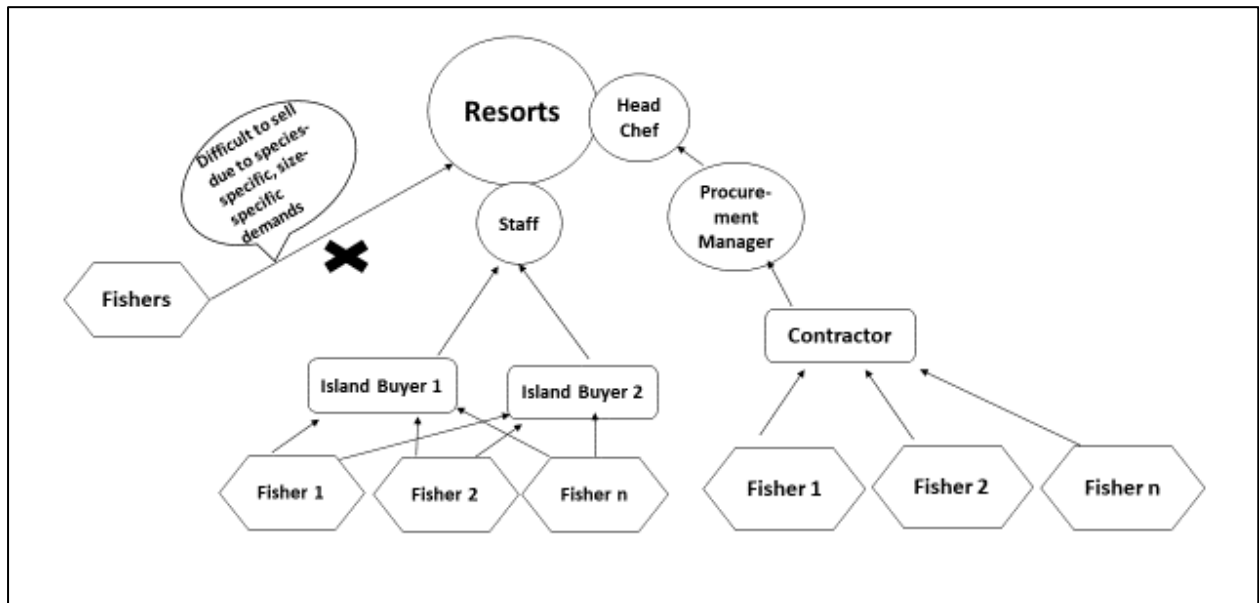 Resorts
Head
Chef
Difficult to sell
due to species-
specific, size-
specific
demands
Procure-
ment
Manager
Staff
Fishers
Contractor
Island Buyer 1
Island Buyer 2
Fisher 1
Fisher 2
Fisher n
Fisher 1
Fisher 2
Fisher n